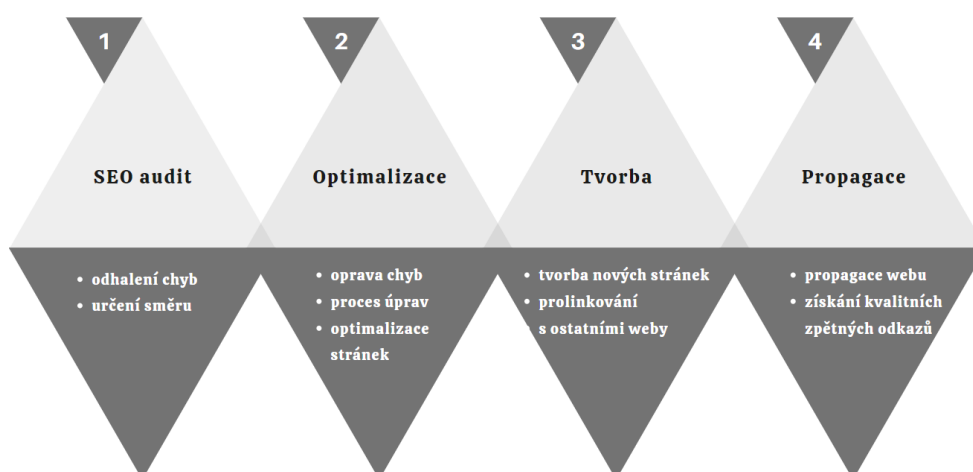 1
SEO audit
• odhalení chyb
• určení směru
2
Optimalizace
• oprava chyb
• proces úprav
• optimalizace
stránek
3
Tvorba
• tvorba nových stránek
• prolinkování
• s ostatními weby
4
Propagace
• propagace webu
• získání kvalitních
zpětných odkazů